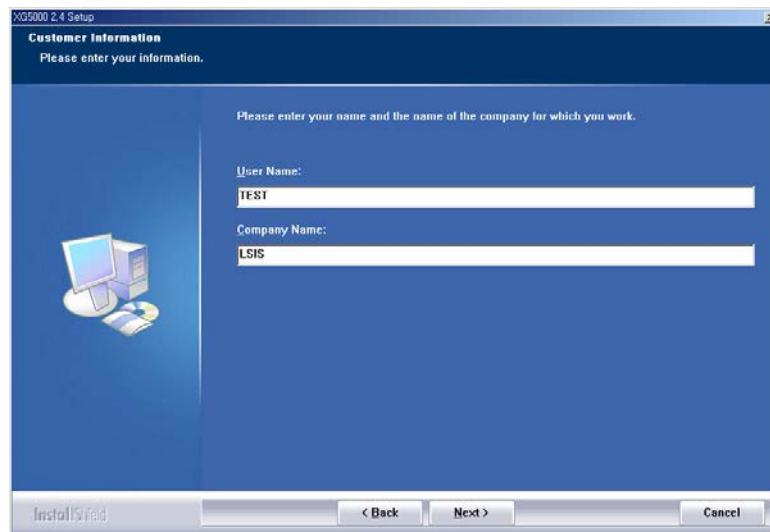 XG5000 2.4 Setup
Customer Information
Please enter your information.
Please enter your name and the name of the company for which you work.
User Name:
TEST
Company Name:
LSIS
InstallShield
< Back
Next >
Cancel